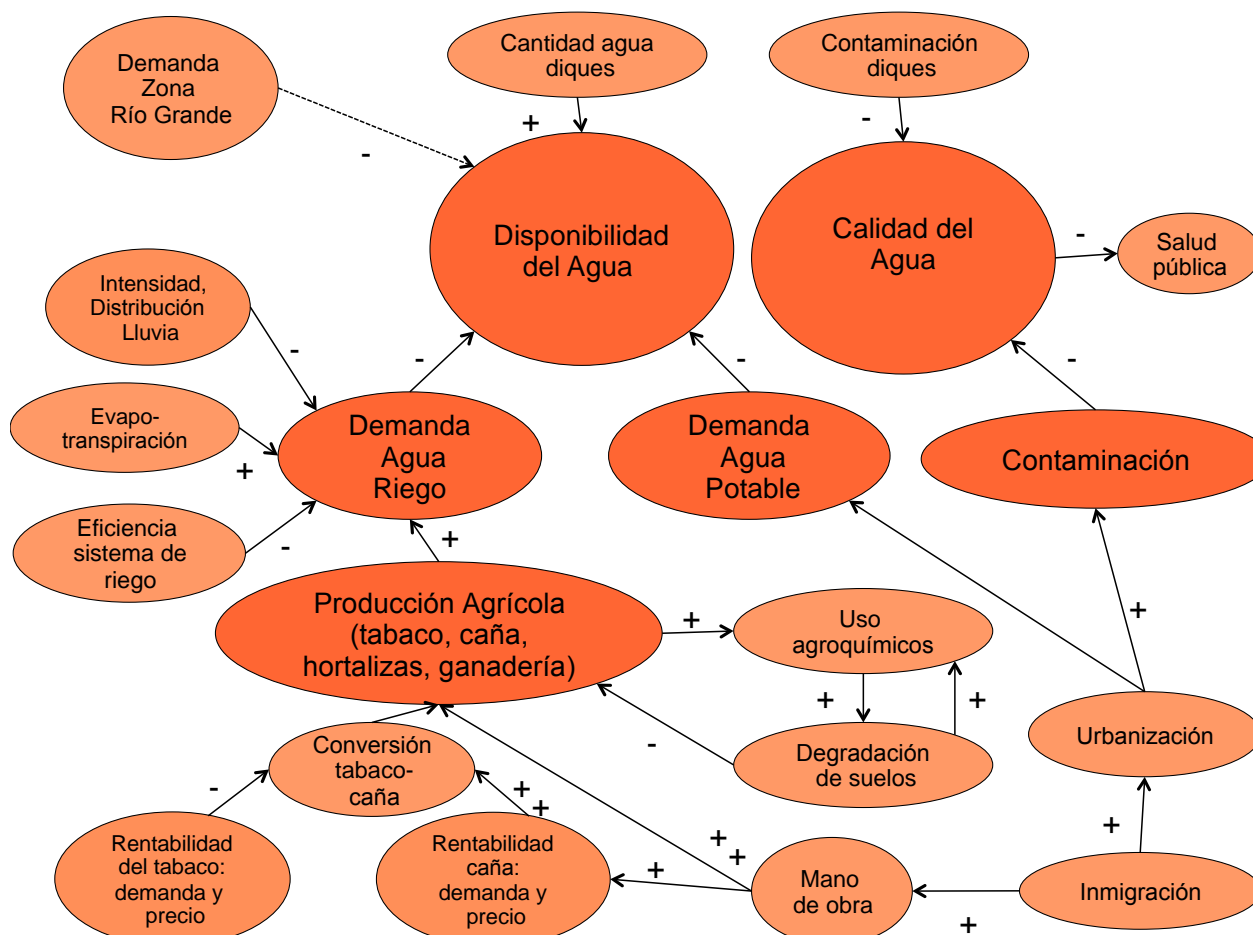 Demanda
Zona
Río Grande
Cantidad agua
diques
Contaminación
diques
+
-
-
Disponibilidad
del Agua
Calidad del
Agua
-
Salud
pública
Intensidad,
Distribución
Lluvia
-
-
-
-
Evapo-
transpiración
+
Demanda
Agua
Riego
Demanda
Agua
Potable
Contaminación
Eficiencia
sistema de
riego
-
+
Producción Agrícola
(tabaco, caña,
hortalizas, ganadería)
+
Uso
agroquímicos
+
+
+
-
Degradación
de suelos
Urbanización
Conversión
tabaco-
caña
-
+
+
Rentabilidad
del tabaco:
demanda y
precio
Rentabilidad
caña:
demanda y
precio
+
+
+
Mano
de obra
+
+
Inmigración